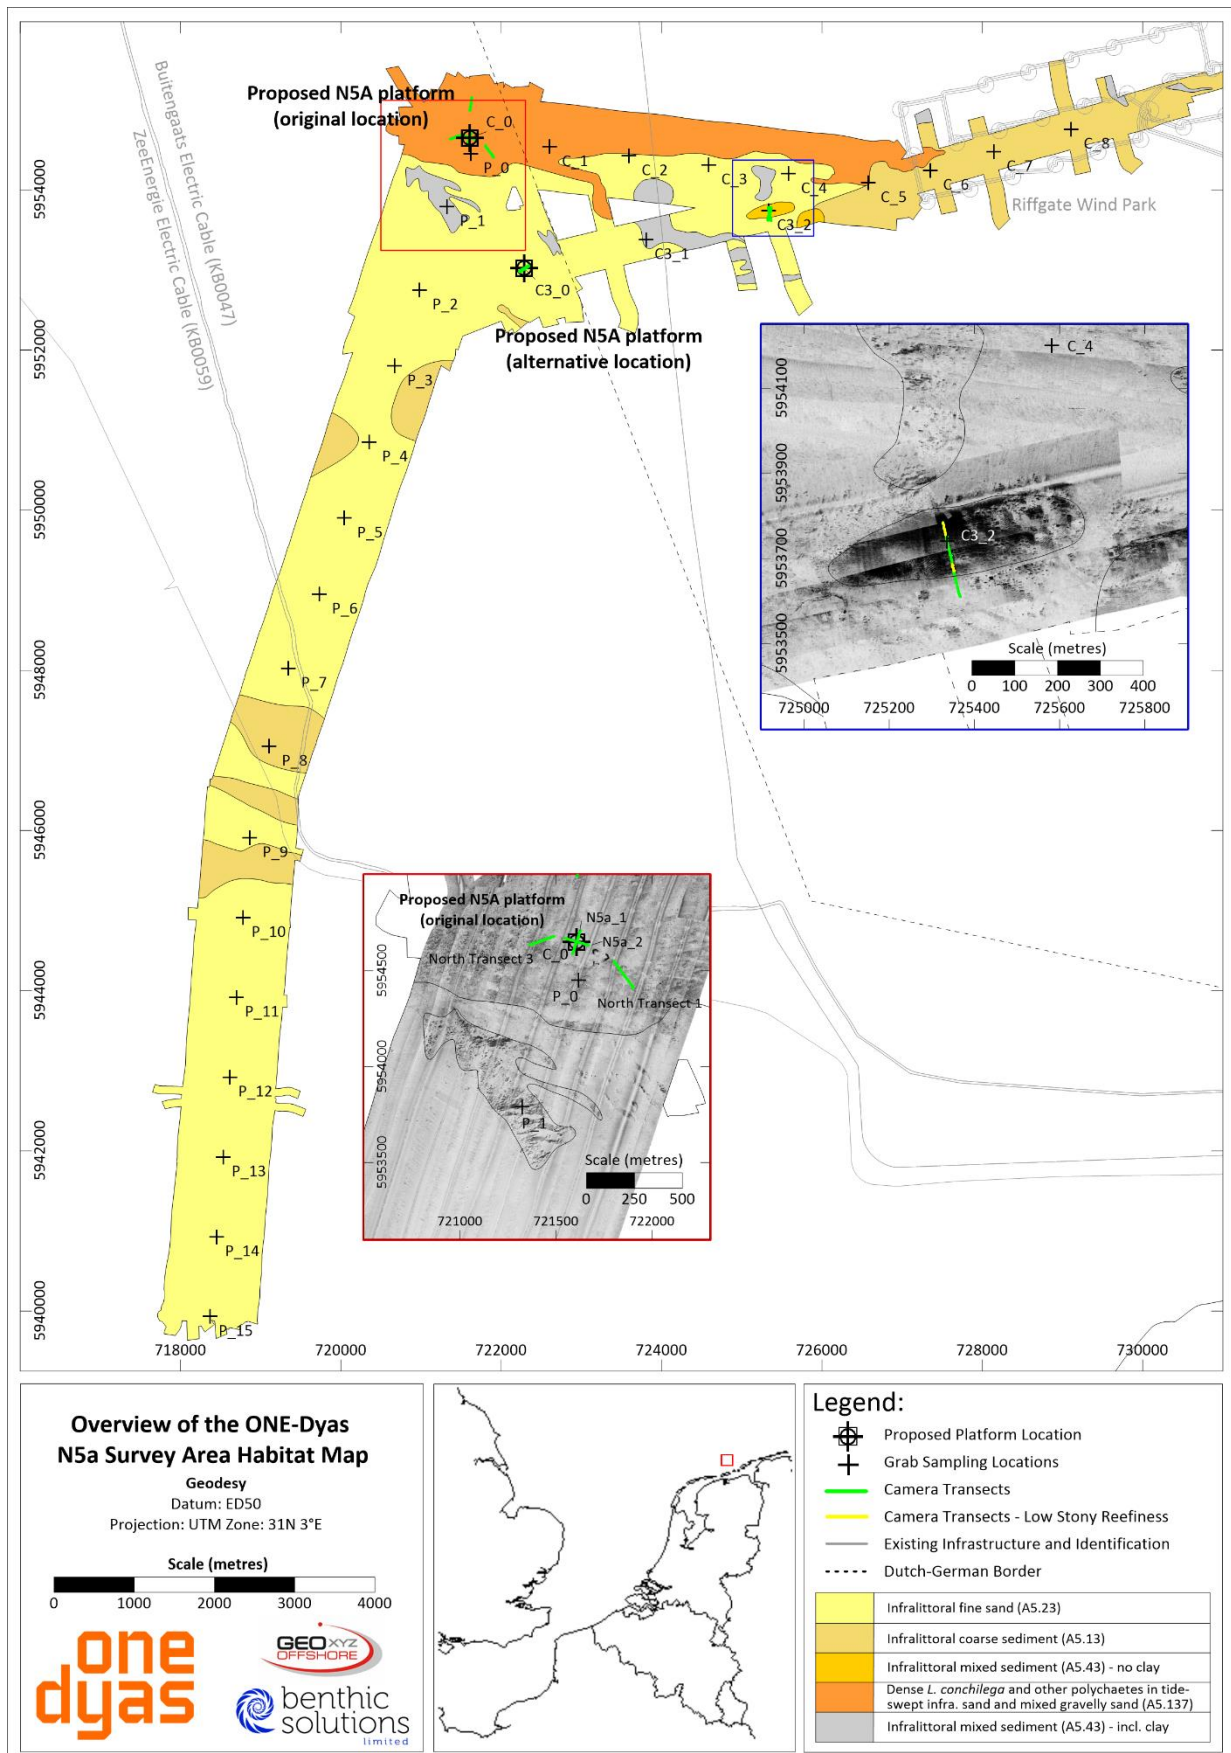 Proposed N5A platform
(original location)
Buitengaats Electric Cable (KB0047)
ZeeEnergie Electric Cable (KB0059)
C_0
P_0
C_1
C_2
C_3
C_4
C_5
C_6
C_7
C_8
Riffgate Wind Park
P_1
C3_1
C3_2
C3_0
P_2
Proposed N5A platform
(alternative location)
P_3
P_4
P_5
P_6
P_7
P_8
P_9
P_10
P_11
P_12
P_13
P_14
P_15
5954000
5952000
5950000
5948000
5946000
5944000
5942000
5940000
718000
720000
722000
724000
726000
728000
730000
C_4
C3_2
5954100
5953900
5953700
5953500
Scale (metres)
0 100 200 300 400
725000 725200 725400 725600 725800
Proposed N5A platform
(original location)
N5a_1
N5a_2
North Transect 3
C_0
P_0
North Transect 1
P_1
5954500
5954000
5953500
Scale (metres)
0 250 500
721000 721500 722000
Overview of the ONE-Dyas
N5a Survey Area Habitat Map
Geodesy
Datum: ED50
Projection: UTM Zone: 31N 3°E
Scale (metres)
0 1000 2000 3000 4000
one
dyas
GEOXYZ
OFFSHORE
benthic
solutions
limited
Legend:
Proposed Platform Location
Grab Sampling Locations
Camera Transects
Camera Transects - Low Stony Reefiness
Existing Infrastructure and Identification
Dutch-German Border
Infralittoral fine sand (A5.23)
Infralittoral coarse sediment (A5.13)
Infralittoral mixed sediment (A5.43) - no clay
Dense L. conchilega and other polychaetes in tide-
swept infra. sand and mixed gravelly sand (A5.137)
Infralittoral mixed sediment (A5.43) - incl. clay